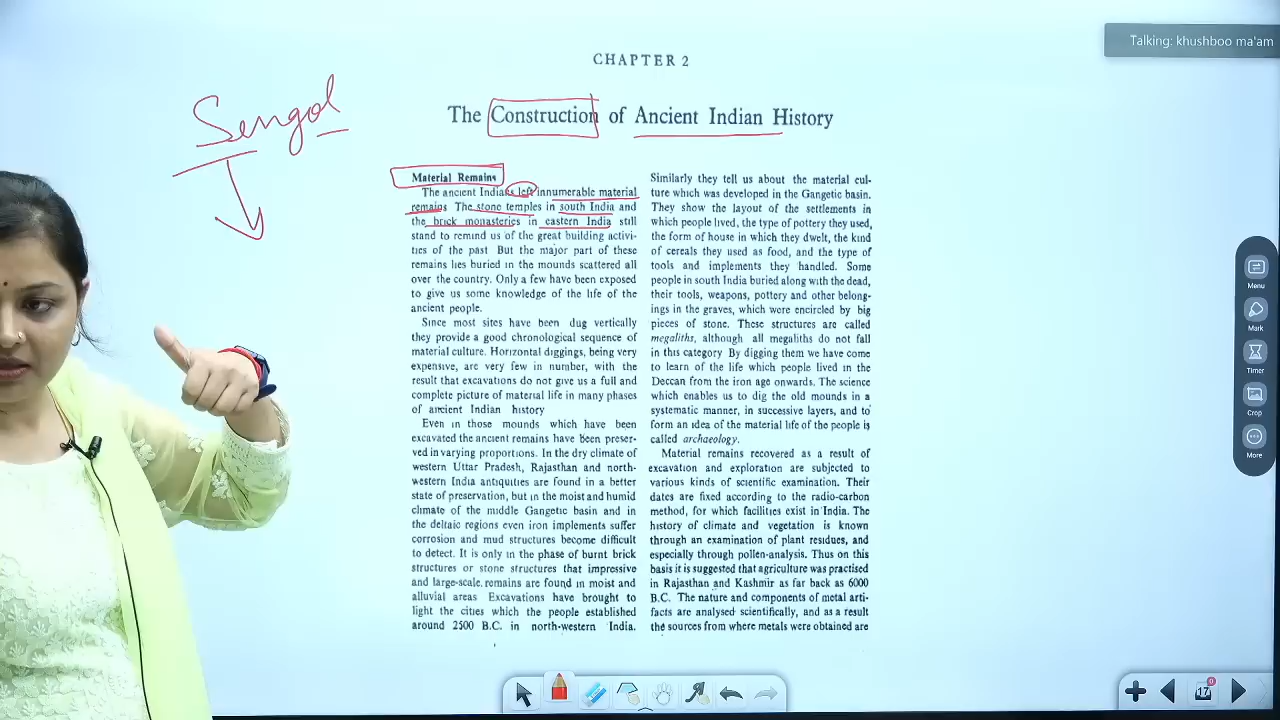 Talking: khushboo ma'am
CHAPTER 2
The Construction of Ancient Indian History
Sengol
Material Remains
The ancient Indians left innumerable material
remains The stone temples in south India and
the brick monasteries in eastern India still
stand to remind us of the great building activi-
ties of the past But the major part of these
remains lies buried in the mounds scattered all
over the country. Only a few have been exposed
to give us some knowledge of the life of the
ancient people.
Since most sites have been dug vertically
they provide a good chronological sequence of
material culture. Horizontal diggings, being very
expensive, are very few in number, with the
result that excavations do not give us a full and
complete picture of material life in many phases
of ancient Indian history
Even in those mounds which have been
excavated the ancient remains have been preser-
ved in varying proportions. In the dry climate of
western Uttar Pradesh, Rajasthan and north-
western India antiquities are found in a better
state of preservation, but in the moist and humid
climate of the middle Gangetic basin and in
the deltaic regions even iron implements suffer
corrosion and mud structures become difficult
to detect. It is only in the phase of burnt brick
structures or stone structures that impressive
and large-scale remains are found in moist and
alluvial areas Excavations have brought to
light the cities which the people established
around 2500 B.C. in north-western India.
Similarly they tell us about the material cul-
ture which was developed in the Gangetic basin.
They show the layout of the settlements in
which people lived, the type of pottery they used,
the form of house in which they dwelt, the kind
of cereals they used as food, and the type of
tools and implements they handled. Some
people in south India buried along with the dead,
their tools, weapons, pottery and other belong-
ings in the graves, which were encircled by big
pieces of stone. These structures are called
megaliths, although all megaliths do not fall
in this category By digging them we have come
to learn of the life which people lived in the
Deccan from the iron age onwards. The science
which enables us to dig the old mounds in a
systematic manner, in successive layers, and to
form an idea of the material life of the people is
called archaeology.
Material remains recovered as a result of
excavation and exploration are subjected to
various kinds of scientific examination. Their
dates are fixed according to the radio-carbon
method, for which facilities exist in India. The
history of climate and vegetation is known
through an examination of plant residues, and
especially through pollen-analysis. Thus on this
basis it is suggested that agriculture was practised
in Rajasthan and Kashmir as far back as 6000
B.C. The nature and components of metal arti-
facts are analysed scientifically, and as a result
the sources from where metals were obtained are
Menu
Mark
Timer
Crop
More
17
0